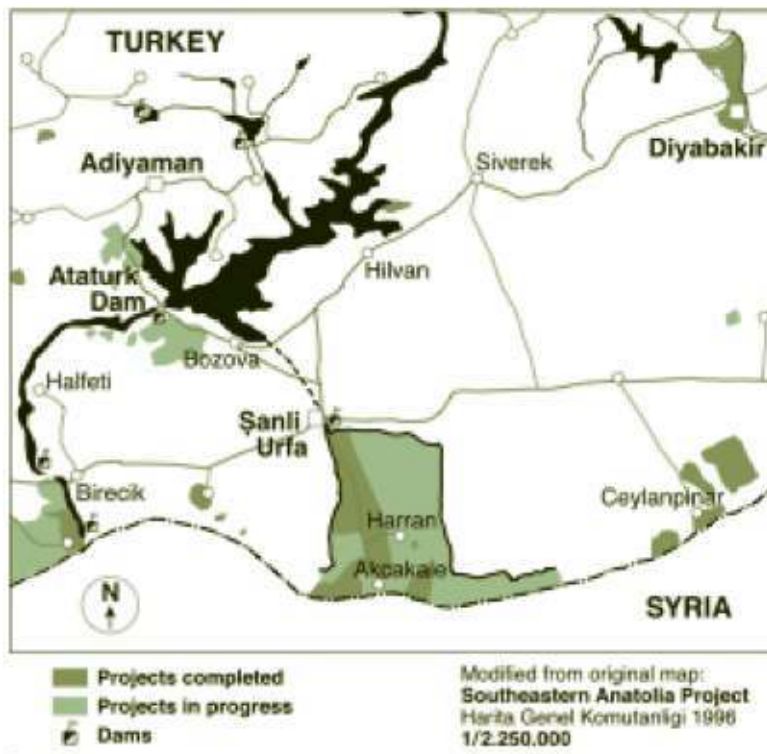 TURKEY
Adiyaman
Siverek
Diyabakir
Ataturk
Dam
Hilvan
Bozova
Halfeti
Şanli
Urfa
Birecik
Harran
Ceylanpinar
Akcakale
N
SYRIA
Projects completed
Projects in progress
Dams
Modified from original map:
Southeastern Anatolia Project
Harita Genel Komutanligi 1996
1/2.250.000